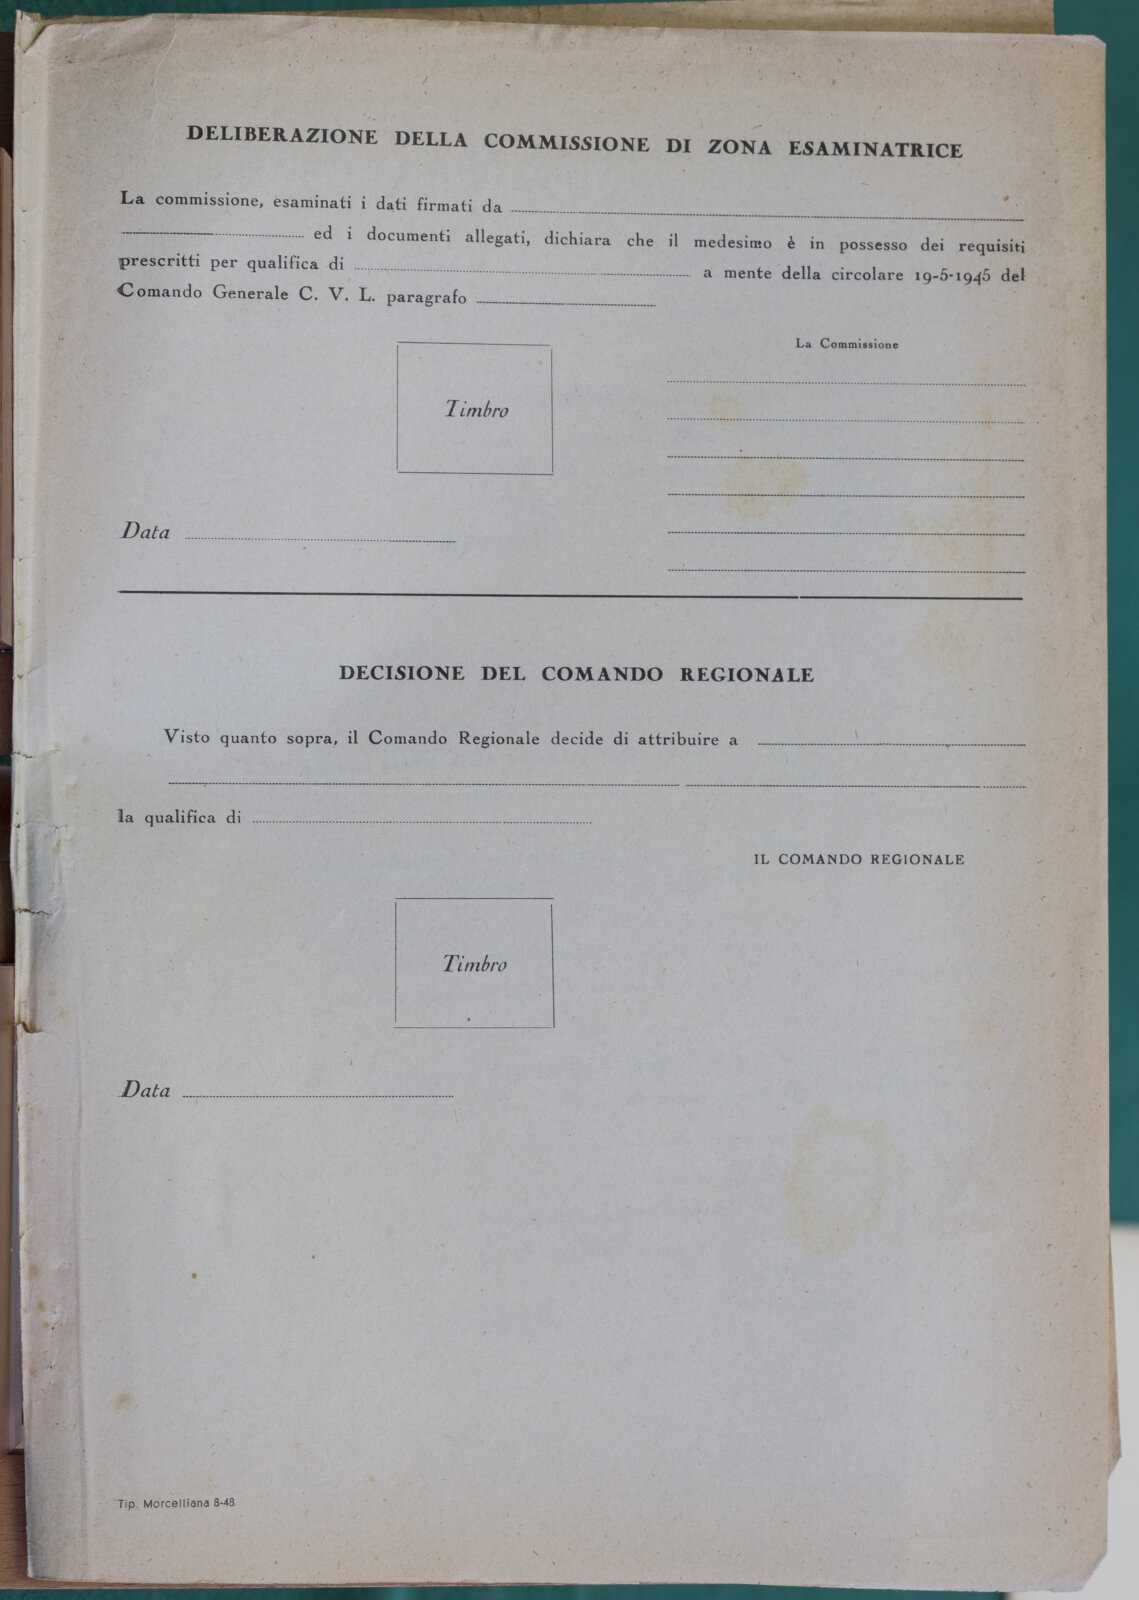 DELIBERAZIONE DELLA COMMISSIONE DI ZONA ESAMINATRICE
La commissione, esaminati i dati firmati da
ed i documenti allegati, dichiara che il medesimo è in possesso dei requisiti
prescritti per qualifica di a mente della circolare 19-5-1945 del
Comando Generale C. V. L. paragrafo
La Commissione
Timbro
Data
DECISIONE DEL COMANDO REGIONALE
Visto quanto sopra, il Comando Regionale decide di attribuire a
la qualifica di
IL COMANDO REGIONALE
Timbro
Data
Tip. Morcelliana 8-48